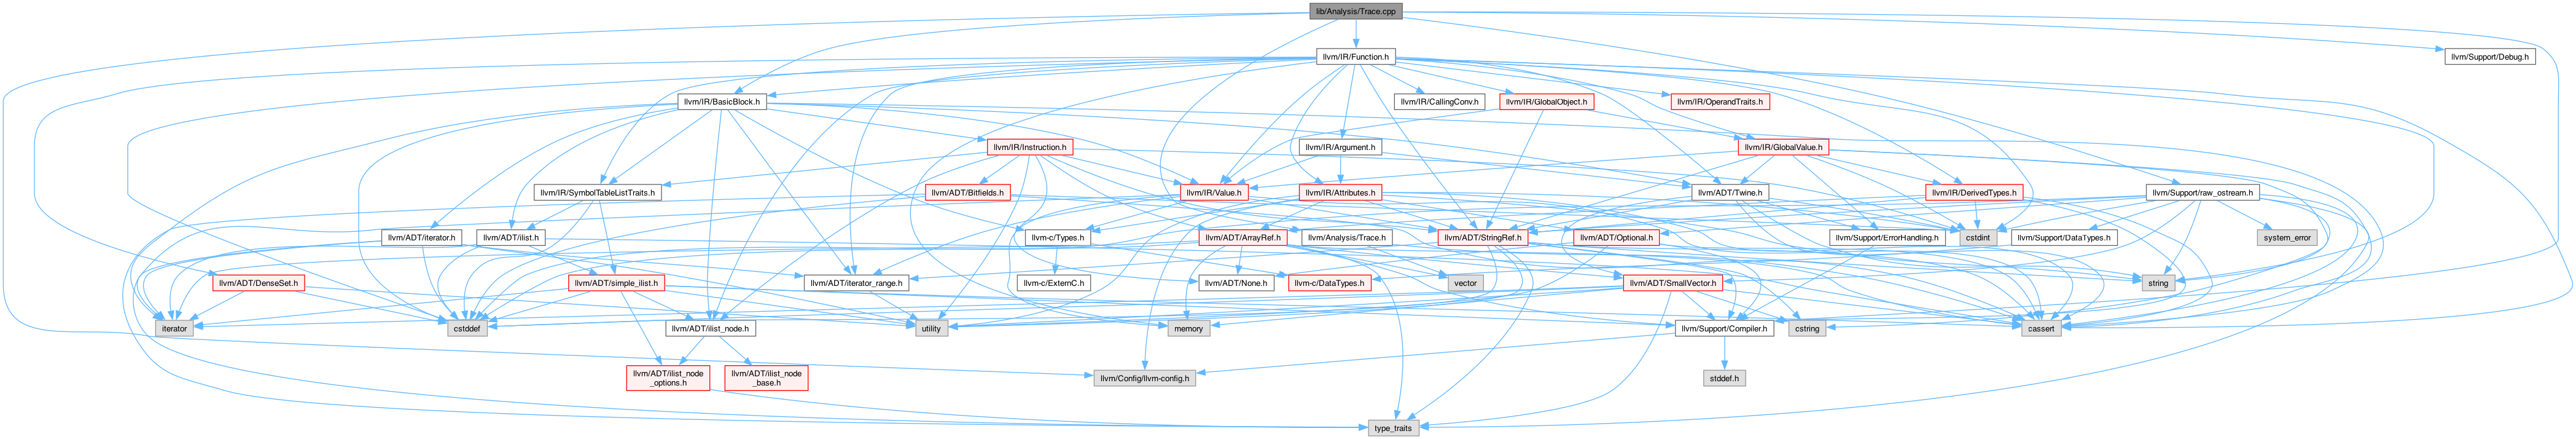 lib/Analysis/Trace.cpp
llvm/IR/Function.h
llvm/Support/Debug.h
llvm/IR/BasicBlock.h
llvm/IR/CallingConv.h
llvm/IR/GlobalObject.h
llvm/IR/OperandTraits.h
llvm/IR/Instruction.h
llvm/IR/Argument.h
llvm/IR/GlobalValue.h
llvm/IR/SymbolTableListTraits.h
llvm/ADT/Bitfields.h
llvm/IR/Value.h
llvm/IR/Attributes.h
llvm/ADT/Twine.h
llvm/IR/DerivedTypes.h
llvm/Support/raw_ostream.h
llvm/ADT/iterator.h
llvm/ADT/ilist.h
llvm-c/Types.h
llvm/ADT/ArrayRef.h
llvm/Analysis/Trace.h
llvm/ADT/StringRef.h
llvm/ADT/Optional.h
llvm/Support/ErrorHandling.h
cstdint
llvm/Support/DataTypes.h
system_error
llvm/ADT/DenseSet.h
llvm/ADT/simple_ilist.h
llvm/ADT/iterator_range.h
llvm-c/ExternC.h
llvm/ADT/None.h
llvm-c/DataTypes.h
vector
llvm/ADT/SmallVector.h
string
iterator
cstddef
llvm/ADT/ilist_node.h
utility
memory
llvm/Support/Compiler.h
cstring
cassert
llvm/ADT/ilist_node
_options.h
llvm/ADT/ilist_node
_base.h
llvm/Config/llvm-config.h
stddef.h
type_traits